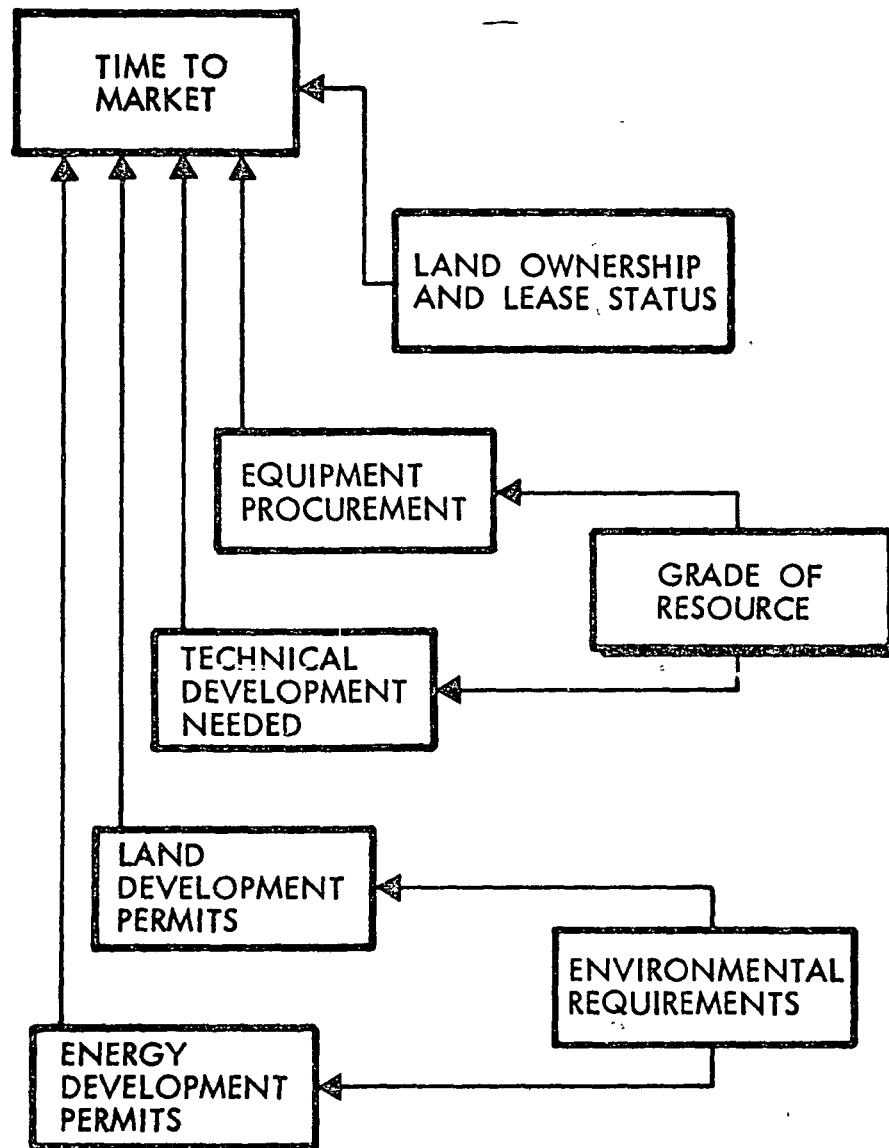 TIME TO
MARKET
LAND OWNERSHIP
AND LEASE STATUS
EQUIPMENT
PROCUREMENT
GRADE OF
RESOURCE
TECHNICAL
DEVELOPMENT
NEEDED
LAND
DEVELOPMENT
PERMITS
ENVIRONMENTAL
REQUIREMENTS
ENERGY
DEVELOPMENT
PERMITS